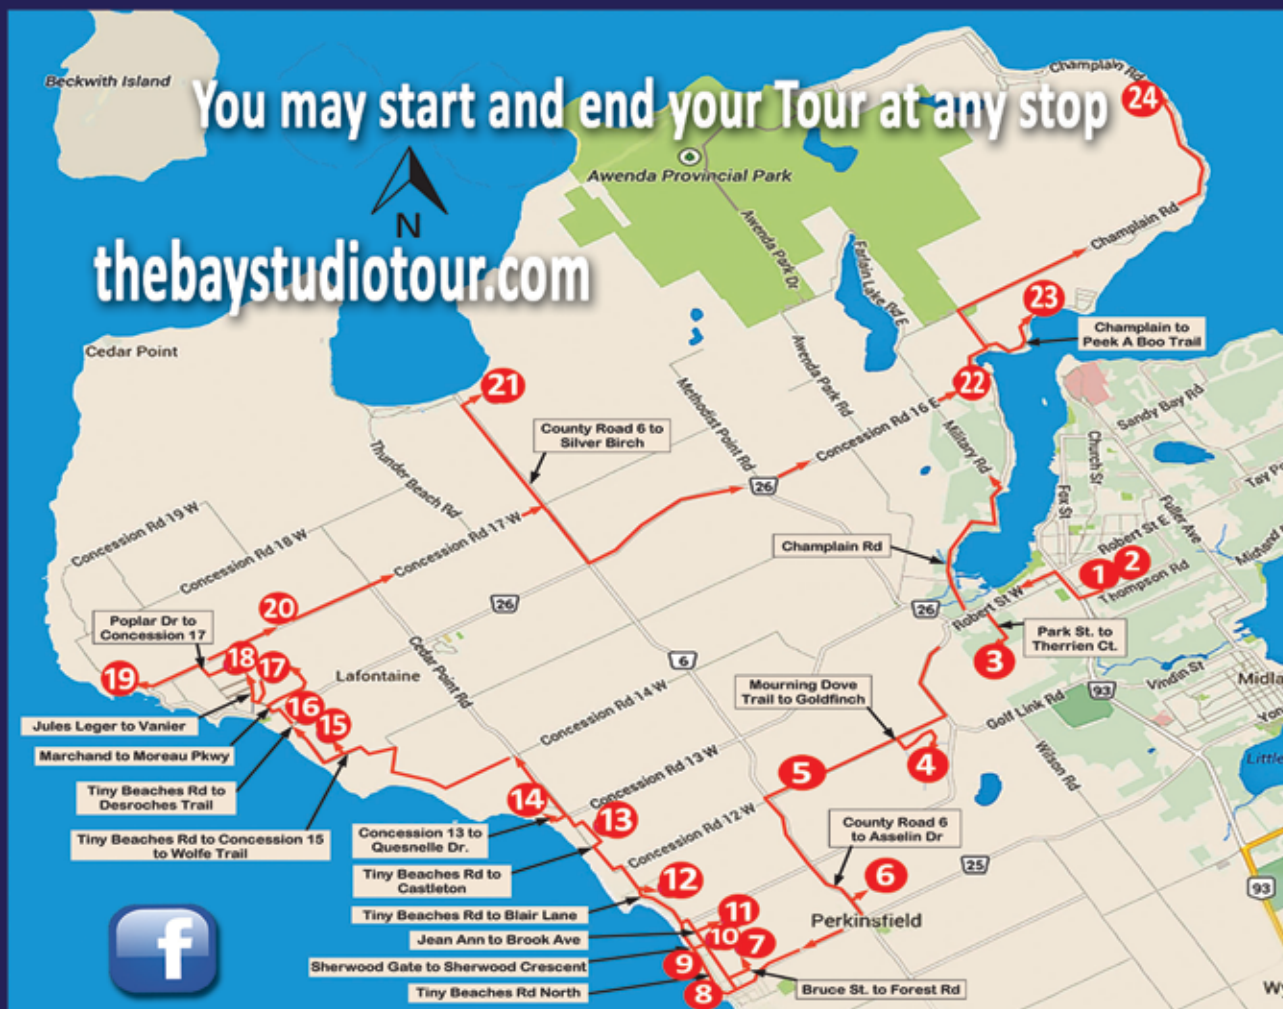 Beckwith Island
Champlain Rd
You may start and end your Tour at any stop
24
Awenda Provincial Park
N
thebaystudiotour.com
Awenda Park Dr
Farlain Lake Rd E
Champlain Rd
23
Champlain to
Peek A Boo Trail
Cedar Point
21
22
Awenda Park Rd
Methodist Point Rd
Concession Rd 16 E
Sandy Bay Rd
County Road 6 to
Silver Birch
Thunder Beach Rd
Military Rd
Church St
Fox St
26
Fuller Ave
Concession Rd 19 W
Concession Rd 18 W
Concession Rd 17 W
Champlain Rd
Robert St E
1
2
Thompson Rd
20
26
26
Robert St W
Poplar Dr to
Concession 17
Park St. to
Therrien Ct.
3
18
17
19
Lafontaine
Cedar Point Rd
6
Mourning Dove
Trail to Goldfinch
93
Vindin St
16
15
Concession Rd 14 W
Golf Link Rd
Jules Leger to Vanier
Marchand to Moreau Pkwy
Wilson Rd
Tiny Beaches Rd to
Desroches Trail
Concession Rd 13 W
5
4
14
13
Tiny Beaches Rd to Concession 15
to Wolfe Trail
Concession 13 to
Quesnelle Dr.
Concession Rd 12 W
County Road 6
to Asselin Dr
25
Tiny Beaches Rd to
Castleton
12
6
93
Tiny Beaches Rd to Blair Lane
11
Perkinsfield
Jean Ann to Brook Ave
10
7
Sherwood Gate to Sherwood Crescent
9
Tiny Beaches Rd North
8
Bruce St. to Forest Rd
f